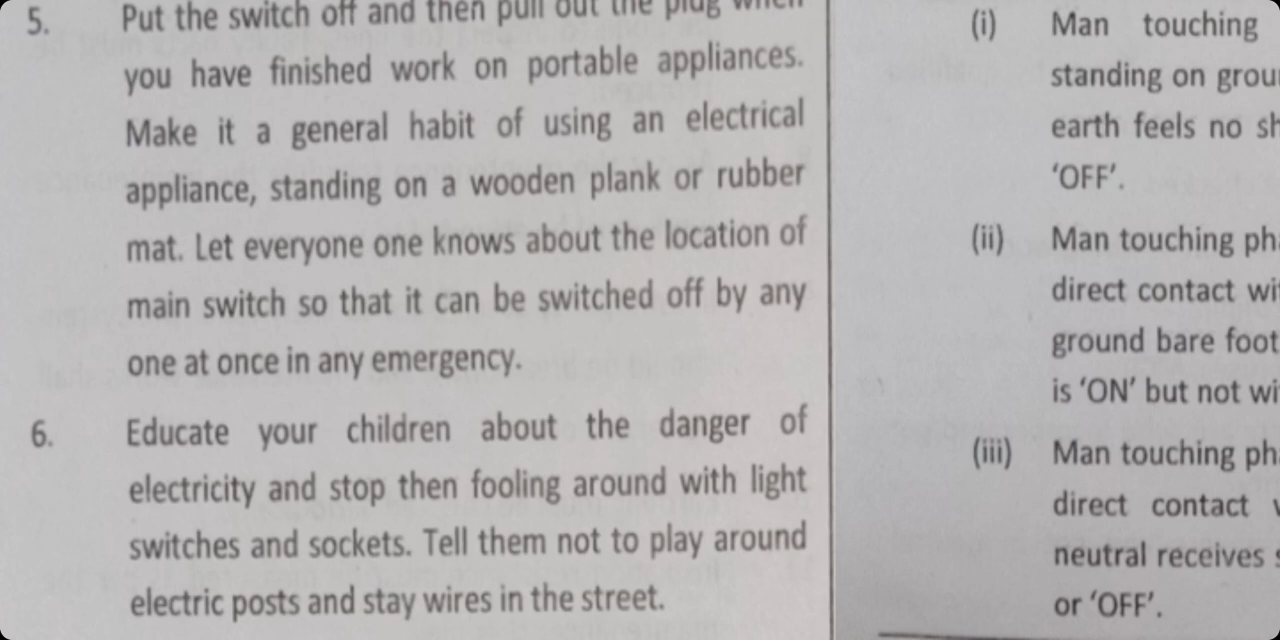 5. Put the switch off and then pull out the plug when
you have finished work on portable appliances.
Make it a general habit of using an electrical
appliance, standing on a wooden plank or rubber
mat. Let everyone one knows about the location of
main switch so that it can be switched off by any
one at once in any emergency.
6. Educate your children about the danger of
electricity and stop then fooling around with light
switches and sockets. Tell them not to play around
electric posts and stay wires in the street.
(i) Man touching
standing on
earth feels no
‘OFF’.
(ii) Man touching
direct contact
ground bare foot
is ‘ON’ but not
(iii) Man touching
direct contact
neutral receives
or ‘OFF’.